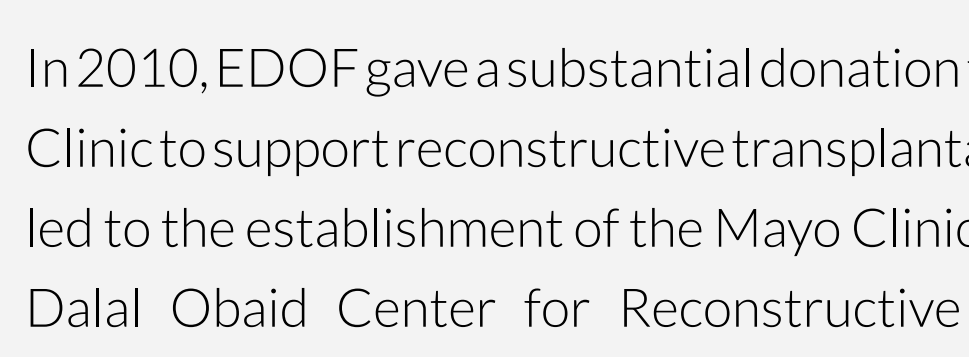 In 2010, EDOF gave a substantial donation
Clinic to support reconstructive
led to the establishment of the Mayo Clinic
Dalal Obaid Center for Reconstructive